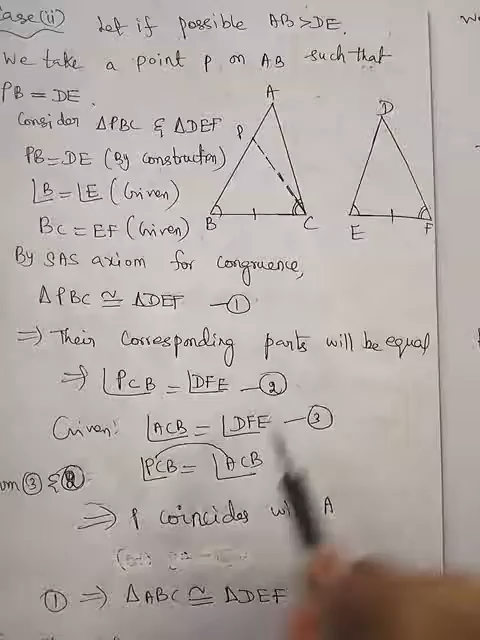 Case(ii) Let if possible AB>DE.
We take a point P on AB such that
PB = DE.
Consider ΔPBC & ΔDEF
PB=DE (By construction)
∠B = ∠E (Given)
BC = EF (Given)
A
P
B
C
D
E
F
By SAS axiom for congruence,
ΔPBC ≅ ΔDEF —①
⇒ Their corresponding parts will be equal
⇒ ∠PCB = ∠DFE —②
Given: ∠ACB = ∠DFE —③
∠PCB = ∠ACB
③ & ②
⇒ P coincides A
① ⇒ ΔABC ≅ ΔDEF